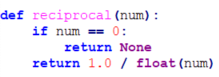 def reciprocal(num):
    if num == 0:
        return None
    return 1.0 / float(num)